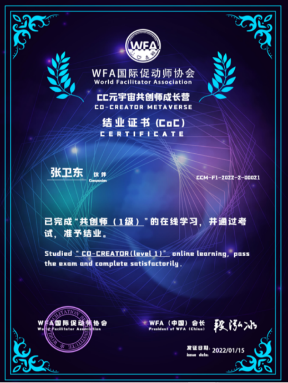 WFA
WFA国际促动师协会
World Facilitator Association
CC元宇宙共创师成长营
CO-CREATOR METAVERSE
结业证书 (CoC)
CERTIFICATE
张卫东
CCM-P1-2022-2-00021
已完成“共创师（1级）”的在线学习，并通过考
试，准予结业。
Studied " CO-CREATOR(level 1)" online learning, pass
the exam and complete satisfactorily.
WFA国际促动师协会
World Facilitator Association
WFA（中国）会长
President of WFA (China)
发证日期:
Issue date:
2022/01/15